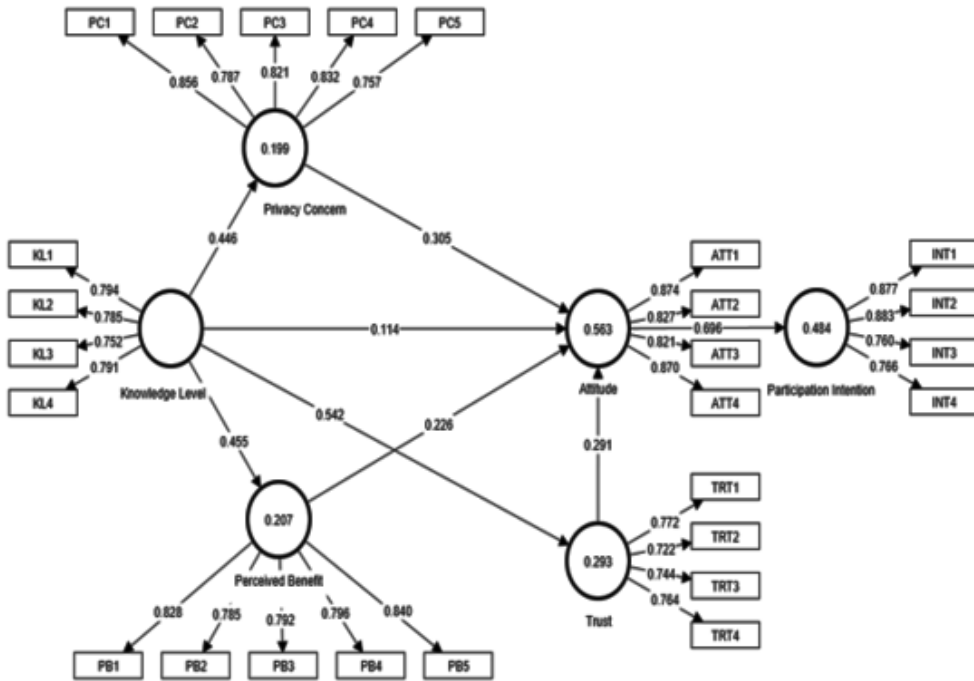 PC1 PC2 PC3 PC4 PC5
0.856 0.787 0.821 0.832 0.757
0.199
Privacy Concern
0.446 0.305
KL1
KL2
KL3
KL4
0.794
0.785
0.752
0.791
Knowledge Level
0.114
0.563
Attitude
0.874
0.827
0.821
0.870
ATT1
ATT2
ATT3
ATT4
0.696
0.484
Participation Intention
0.877
0.883
0.760
0.766
INT1
INT2
INT3
INT4
0.542
0.226
0.455
0.291
0.207
Perceived Benefit
0.828 0.785 0.792 0.796 0.840
PB1 PB2 PB3 PB4 PB5
0.293
Trust
0.772
0.722
0.744
0.764
TRT1
TRT2
TRT3
TRT4